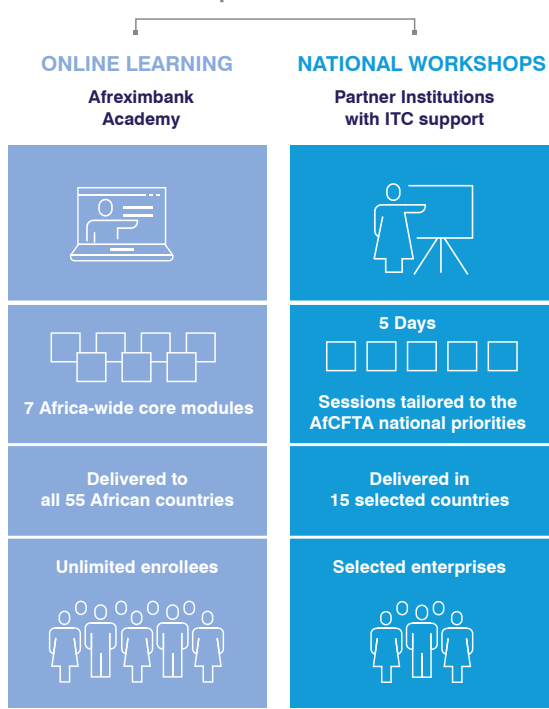 ONLINE LEARNING
Afreximbank
Academy
7 Africa-wide core modules
Delivered to
all 55 African countries
Unlimited enrollees
NATIONAL WORKSHOPS
Partner Institutions
with ITC support
5 Days
Sessions tailored to the
AfCFTA national priorities
Delivered in
15 selected countries
Selected enterprises